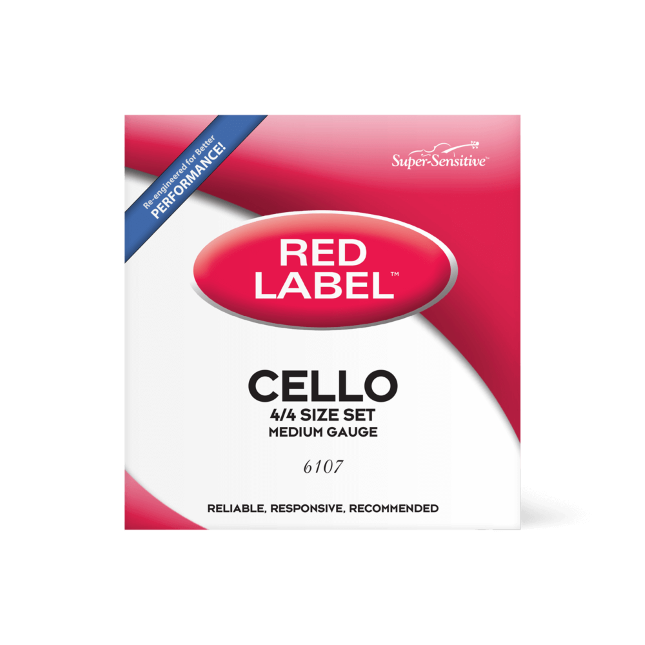 Re-engineered for Better
PERFORMANCE!
Super-Sensitive™
RED
LABEL™
CELLO
4/4 SIZE SET
MEDIUM GAUGE
6107
RELIABLE, RESPONSIVE, RECOMMENDED